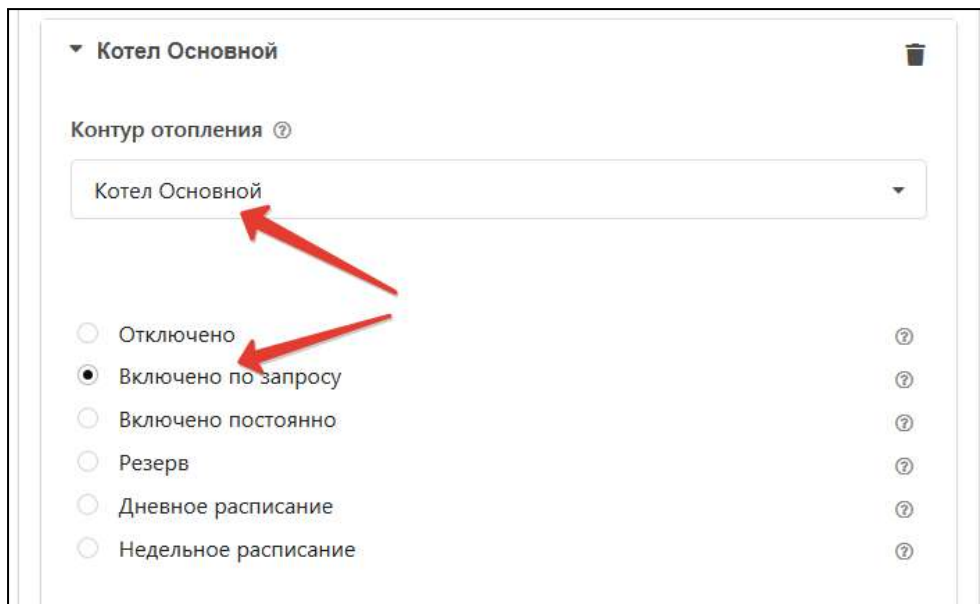 Котел Основной
Контур отопления
Котел Основной
Отключено
Включено по запросу
Включено постоянно
Резерв
Дневное расписание
Недельное расписание